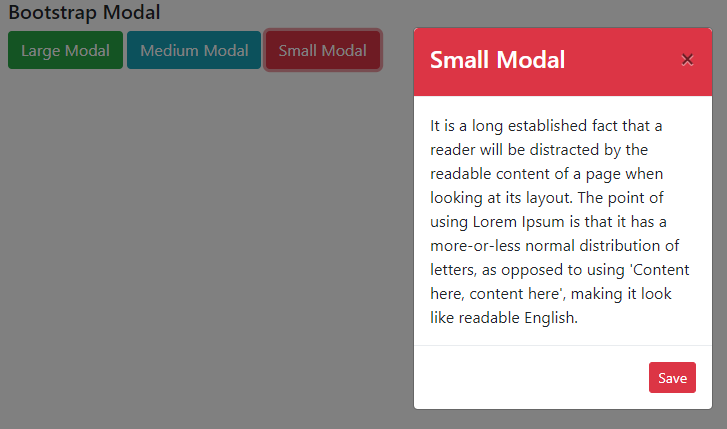 Bootstrap Modal
Large Modal Medium Modal Small Modal
Small Modal ×
It is a long established fact that a
reader will be distracted by the
readable content of a page when
looking at its layout. The point of
using Lorem Ipsum is that it has a
more-or-less normal distribution of
letters, as opposed to using 'Content
here, content here', making it look
like readable English.
Save